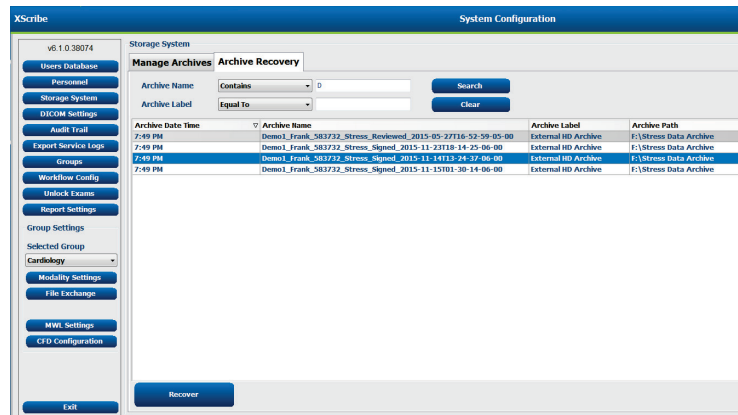 XScribe System Configuration
v6.1.0.38074
Users Database
Personnel
Storage System
DICOM Settings
Audit Trail
Export Service Logs
Groups
Workflow Config
Unlock Exams
Report Settings
Group Settings
Selected Group
Cardiology
Modality Settings
File Exchange
MWL Settings
CFD Configuration
Exit
Storage System
Manage Archives Archive Recovery
Archive Name Contains D Search
Archive Label Equal To Clear
Archive Date Time Archive Name Archive Label Archive Path
7:49 PM Demo1_Frank_583732_Stress_Reviewed_2015-05-27T16-52-59-05-00 External HD Archive F:\Stress Data Archive
7:49 PM Demo1_Frank_583732_Stress_Signed_2015-11-23T18-14-25-06-00 External HD Archive F:\Stress Data Archive
7:49 PM Demo1_Frank_583732_Stress_Signed_2015-11-14T13-24-37-06-00 External HD Archive F:\Stress Data Archive
7:49 PM Demo1_Frank_583732_Stress_Signed_2015-11-15T01-30-14-06-00 External HD Archive F:\Stress Data Archive
Recover